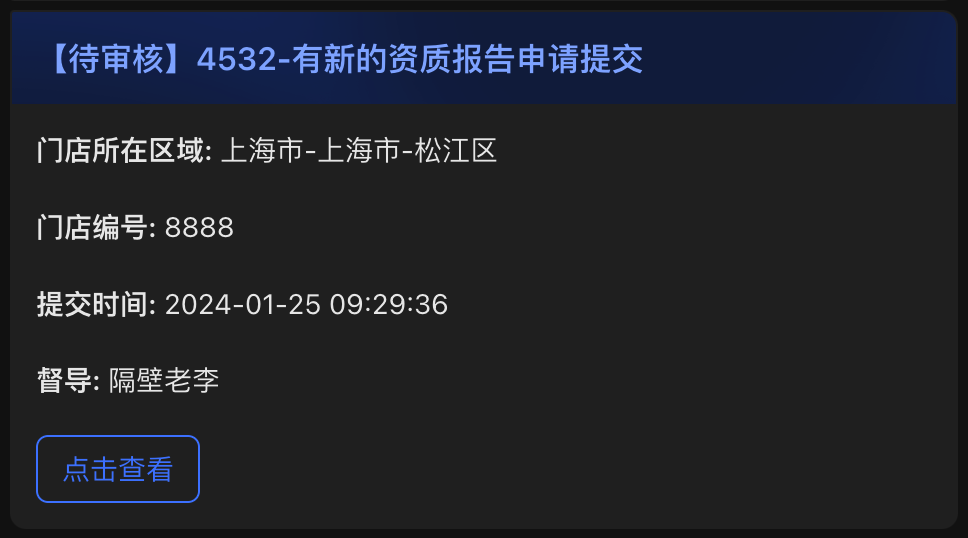 【待审核】4532-有新的资质报告申请提交
门店所在区域: 上海市-上海市-松江区
门店编号: 8888
提交时间: 2024-01-25 09:29:36
督导: 隔壁老李
点击查看